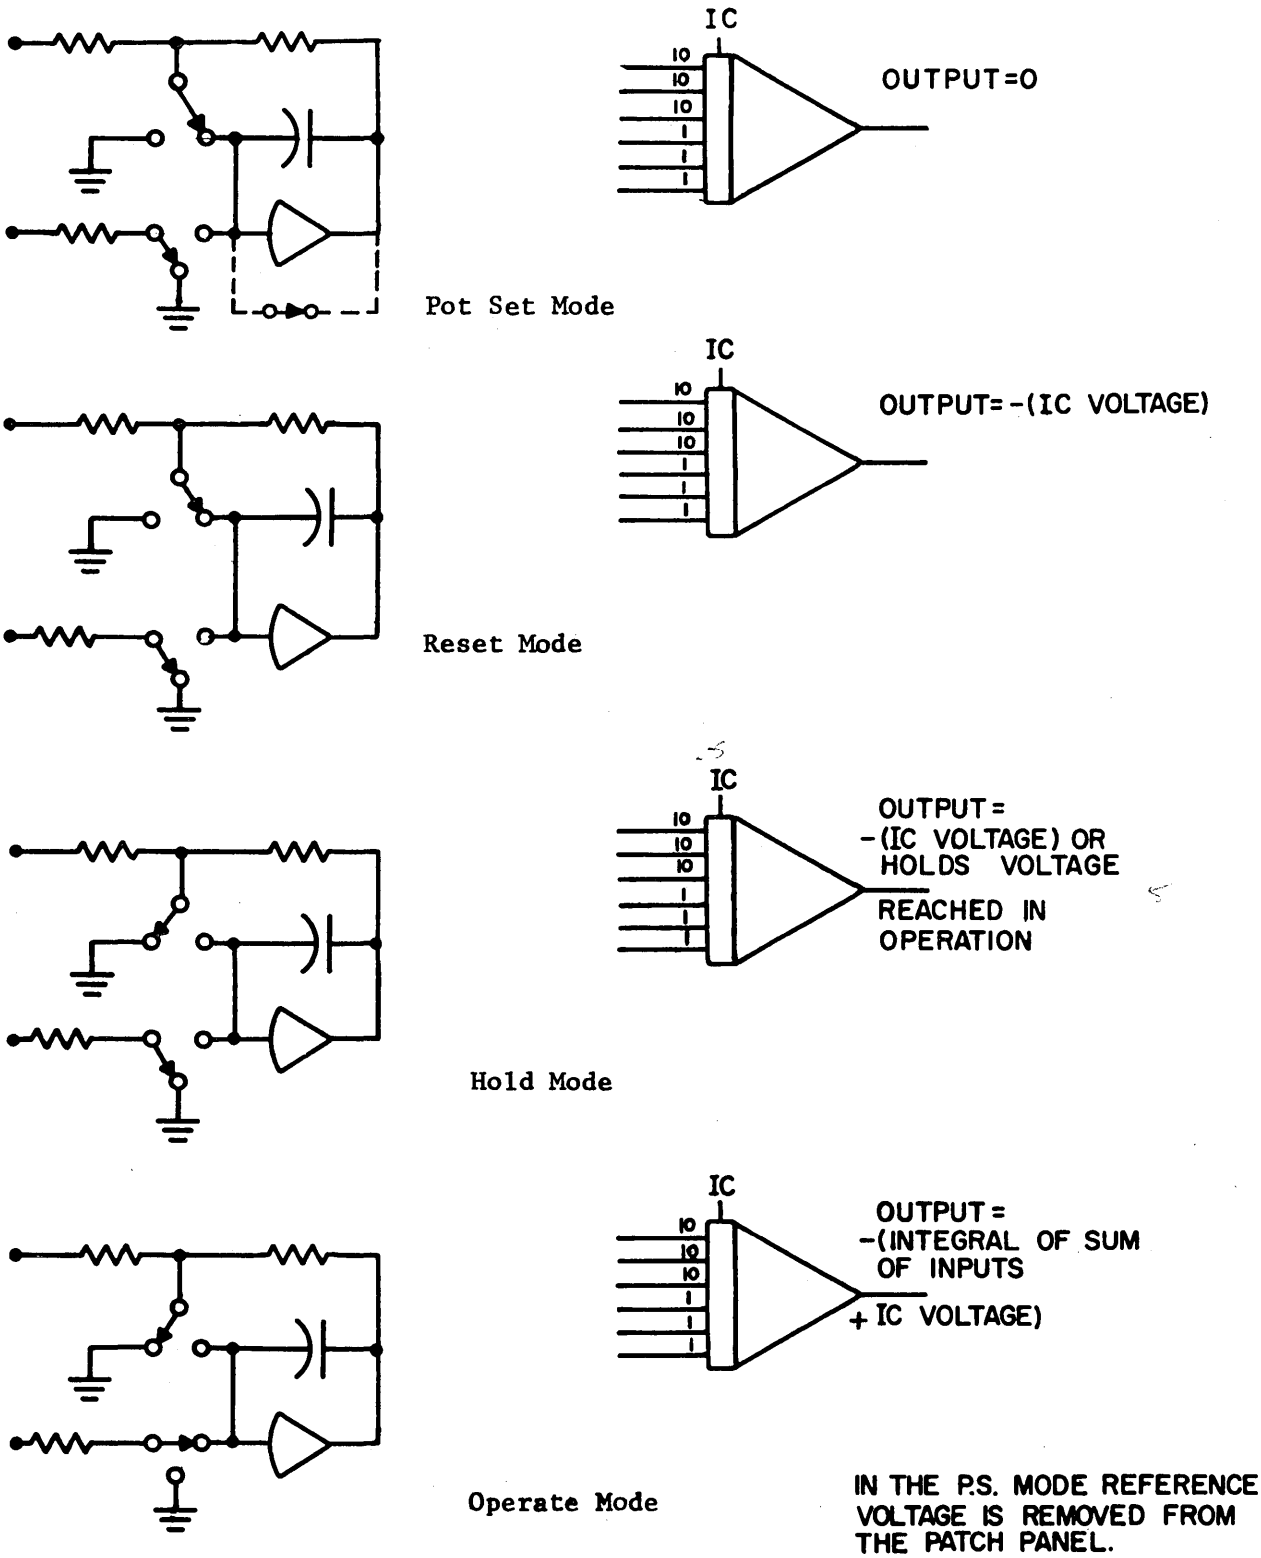 IC
10
10
10
1
1
1
OUTPUT=0
Pot Set Mode
IC
10
10
10
1
1
1
OUTPUT=-(IC VOLTAGE)
Reset Mode
-5
IC
10
10
10
1
1
1
OUTPUT=
-(IC VOLTAGE) OR
HOLDS VOLTAGE
REACHED IN
OPERATION
Hold Mode
IC
10
10
10
1
1
1
OUTPUT=
-(INTEGRAL OF SUM
OF INPUTS
+ IC VOLTAGE)
Operate Mode
IN THE P.S. MODE REFERENCE
VOLTAGE IS REMOVED FROM
THE PATCH PANEL.